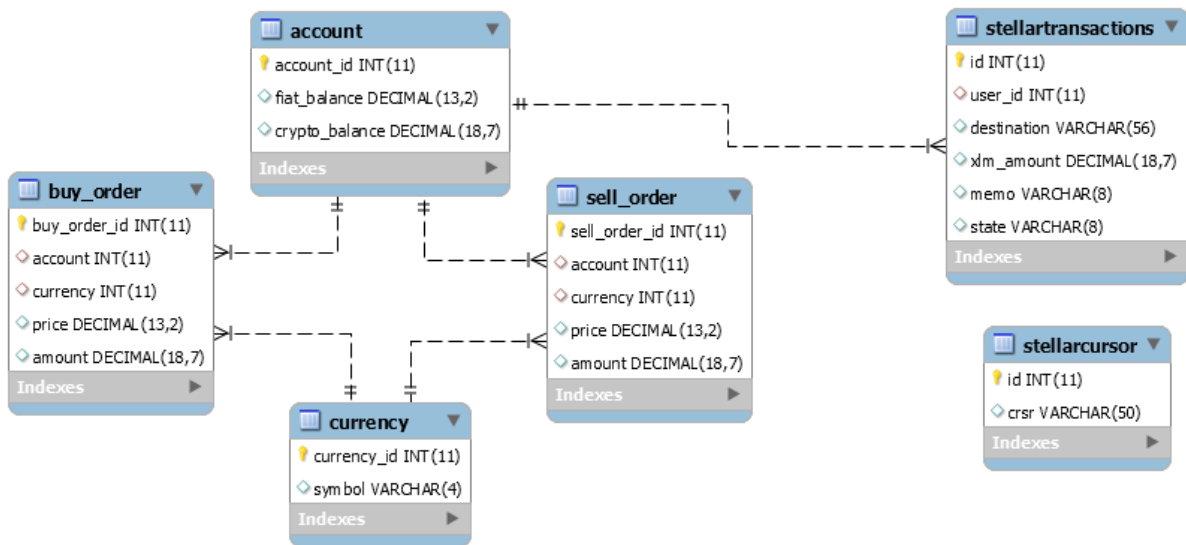 account
account_id INT(11)
fiat_balance DECIMAL(13,2)
crypto_balance DECIMAL(18,7)
Indexes
stellartransactions
id INT(11)
user_id INT(11)
destination VARCHAR(56)
xlm_amount DECIMAL(18,7)
memo VARCHAR(8)
state VARCHAR(8)
Indexes
buy_order
buy_order_id INT(11)
account INT(11)
currency INT(11)
price DECIMAL(13,2)
amount DECIMAL(18,7)
Indexes
sell_order
sell_order_id INT(11)
account INT(11)
currency INT(11)
price DECIMAL(13,2)
amount DECIMAL(18,7)
Indexes
stellarcursor
id INT(11)
crsr VARCHAR(50)
Indexes
currency
currency_id INT(11)
symbol VARCHAR(4)
Indexes